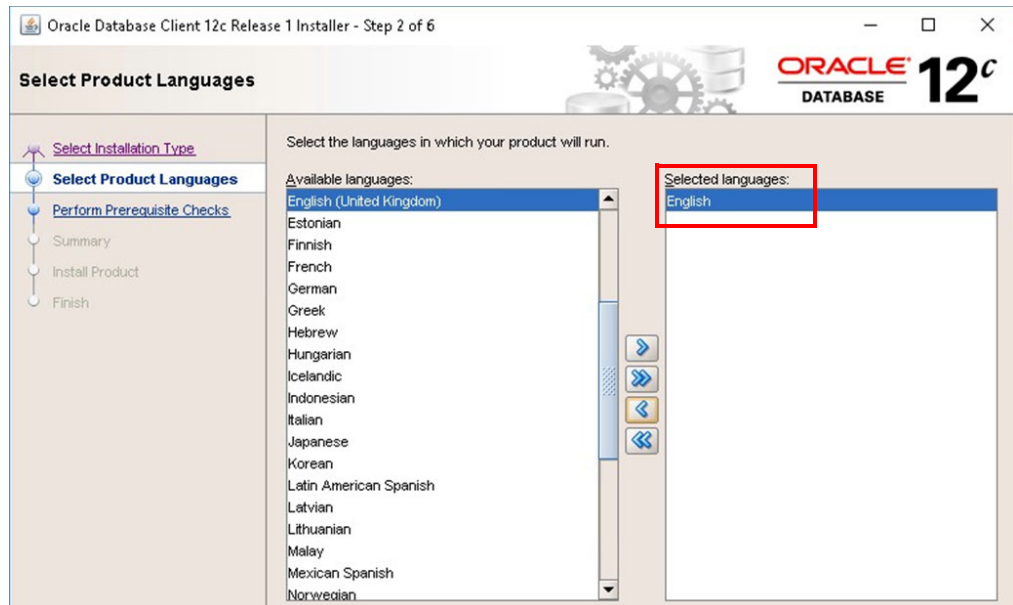 Oracle Database Client 12c Release 1 Installer - Step 2 of 6
Select Product Languages
ORACLE
DATABASE
12c
Select Installation Type
Select Product Languages
Perform Prerequisite Checks
Summary
Install Product
Finish
Select the languages in which your product will run.
Available languages:
English (United Kingdom)
Estonian
Finnish
French
German
Greek
Hebrew
Hungarian
Icelandic
Indonesian
Italian
Japanese
Korean
Latin American Spanish
Latvian
Lithuanian
Malay
Mexican Spanish
Norwegian
Selected languages:
English